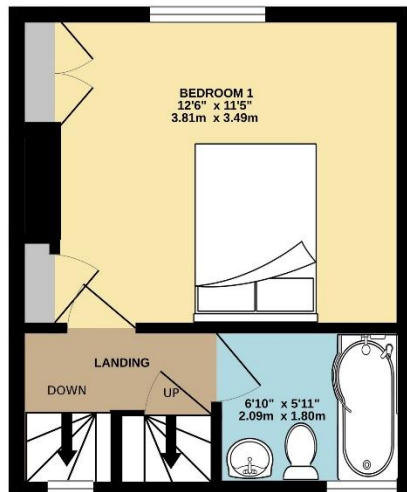 BEDROOM 1
12'6" x 11'5"
3.81m x 3.49m
LANDING
DOWN
UP
6'10" x 5'11"
2.09m x 1.80m